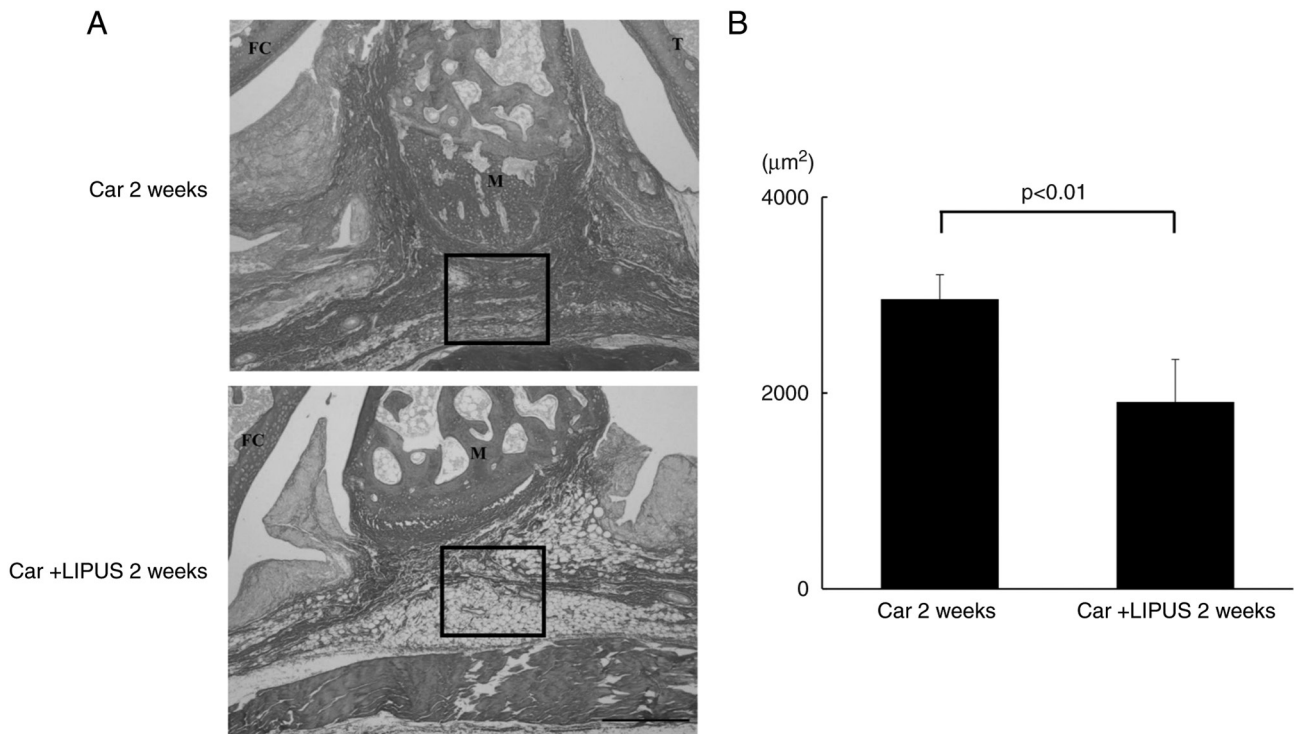 A
FC
T
Car 2 weeks
M
FC
M
Car +LIPUS 2 weeks
B
(μm²)
4000
p<0.01
2000
0
Car 2 weeks
Car +LIPUS 2 weeks